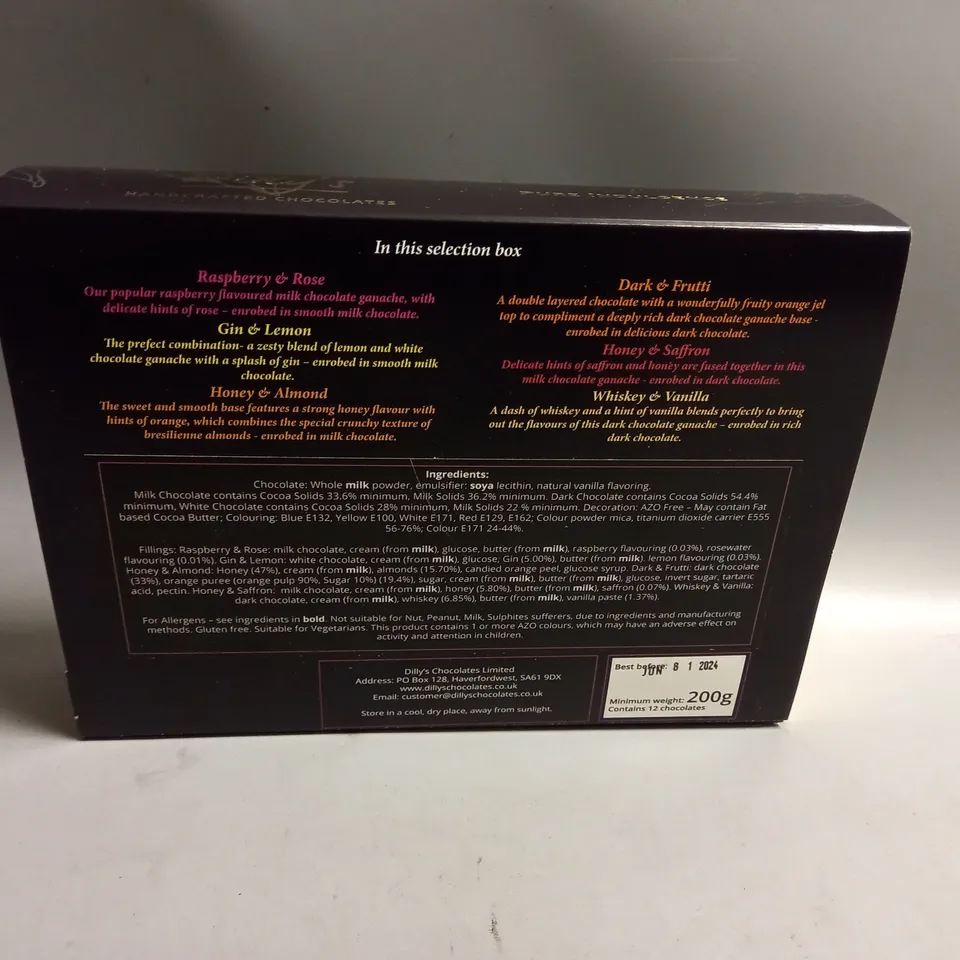 HANDCRAFTED CHOCOLATES
PURE INDULGENCE
In this selection box
Raspberry & Rose
Our popular raspberry flavoured milk chocolate ganache, with
delicate hints of rose – enrobed in smooth milk chocolate.
Gin & Lemon
The prefect combination- a zesty blend of lemon and white
chocolate ganache with a splash of gin – enrobed in smooth milk
chocolate.
Honey & Almond
The sweet and smooth base features a strong honey flavour with
hints of orange, which combines the special crunchy texture of
bresilienne almonds - enrobed in milk chocolate.
Dark & Frutti
A double layered chocolate with a wonderfully fruity orange jel
top to compliment a deeply rich dark chocolate ganache base -
enrobed in delicious dark chocolate.
Honey & Saffron
Delicate hints of saffron and honey are fused together in this
milk chocolate ganache - enrobed in dark chocolate.
Whiskey & Vanilla
A dash of whiskey and a hint of vanilla blends perfectly to bring
out the flavours of this dark chocolate ganache – enrobed in rich
dark chocolate.
Ingredients:
Chocolate: Whole milk powder, emulsifier: soya lecithin, natural vanilla flavoring.
Milk Chocolate contains Cocoa Solids 33.6% minimum, Milk Solids 36.2% minimum. Dark Chocolate contains Cocoa Solids 54.4%
minimum, White Chocolate contains Cocoa Solids 28% minimum, Milk Solids 22 % minimum. Decoration: AZO Free – May contain Fat
based Cocoa Butter; Colouring: Blue E132, Yellow E100, White E171, Red E129, E162; Colour powder mica, titanium dioxide carrier E555
56-76%; Colour E171 24-44%.
Fillings: Raspberry & Rose: milk chocolate, cream (from milk), glucose, butter (from milk), raspberry flavouring (0.03%), rosewater
flavouring (0.01%). Gin & Lemon: white chocolate, cream (from milk), glucose, Gin (5.00%), butter (from milk), lemon flavouring (0.03%).
Honey & Almond: Honey (47%), cream (from milk), almonds (15.70%), candied orange peel, glucose syrup. Dark & Frutti: dark chocolate
(33%), orange puree (orange pulp 90%, Sugar 10%) (19.4%), sugar, cream (from milk), butter (from milk), glucose, invert sugar, tartaric
acid, pectin. Honey & Saffron: milk chocolate, cream (from milk), honey (5.80%), butter (from milk), saffron (0.07%). Whiskey & Vanilla:
dark chocolate, cream (from milk), whiskey (6.85%), butter (from milk), vanilla paste (1.37%).
For Allergens – see ingredients in bold. Not suitable for Nut, Peanut, Milk, Sulphites sufferers, due to ingredients and manufacturing
methods. Gluten free. Suitable for Vegetarians. This product contains 1 or more AZO colours, which may have an adverse effect on
activity and attention in children.
Dilly's Chocolates Limited
Address: PO Box 128, Haverfordwest, SA61 9DX
www.dillyschocolates.co.uk
Email: customer@dillyschocolates.co.uk
Store in a cool, dry place, away from sunlight.
Best before: JUN 8 1 2024
Minimum weight: 200g
Contains 12 chocolates